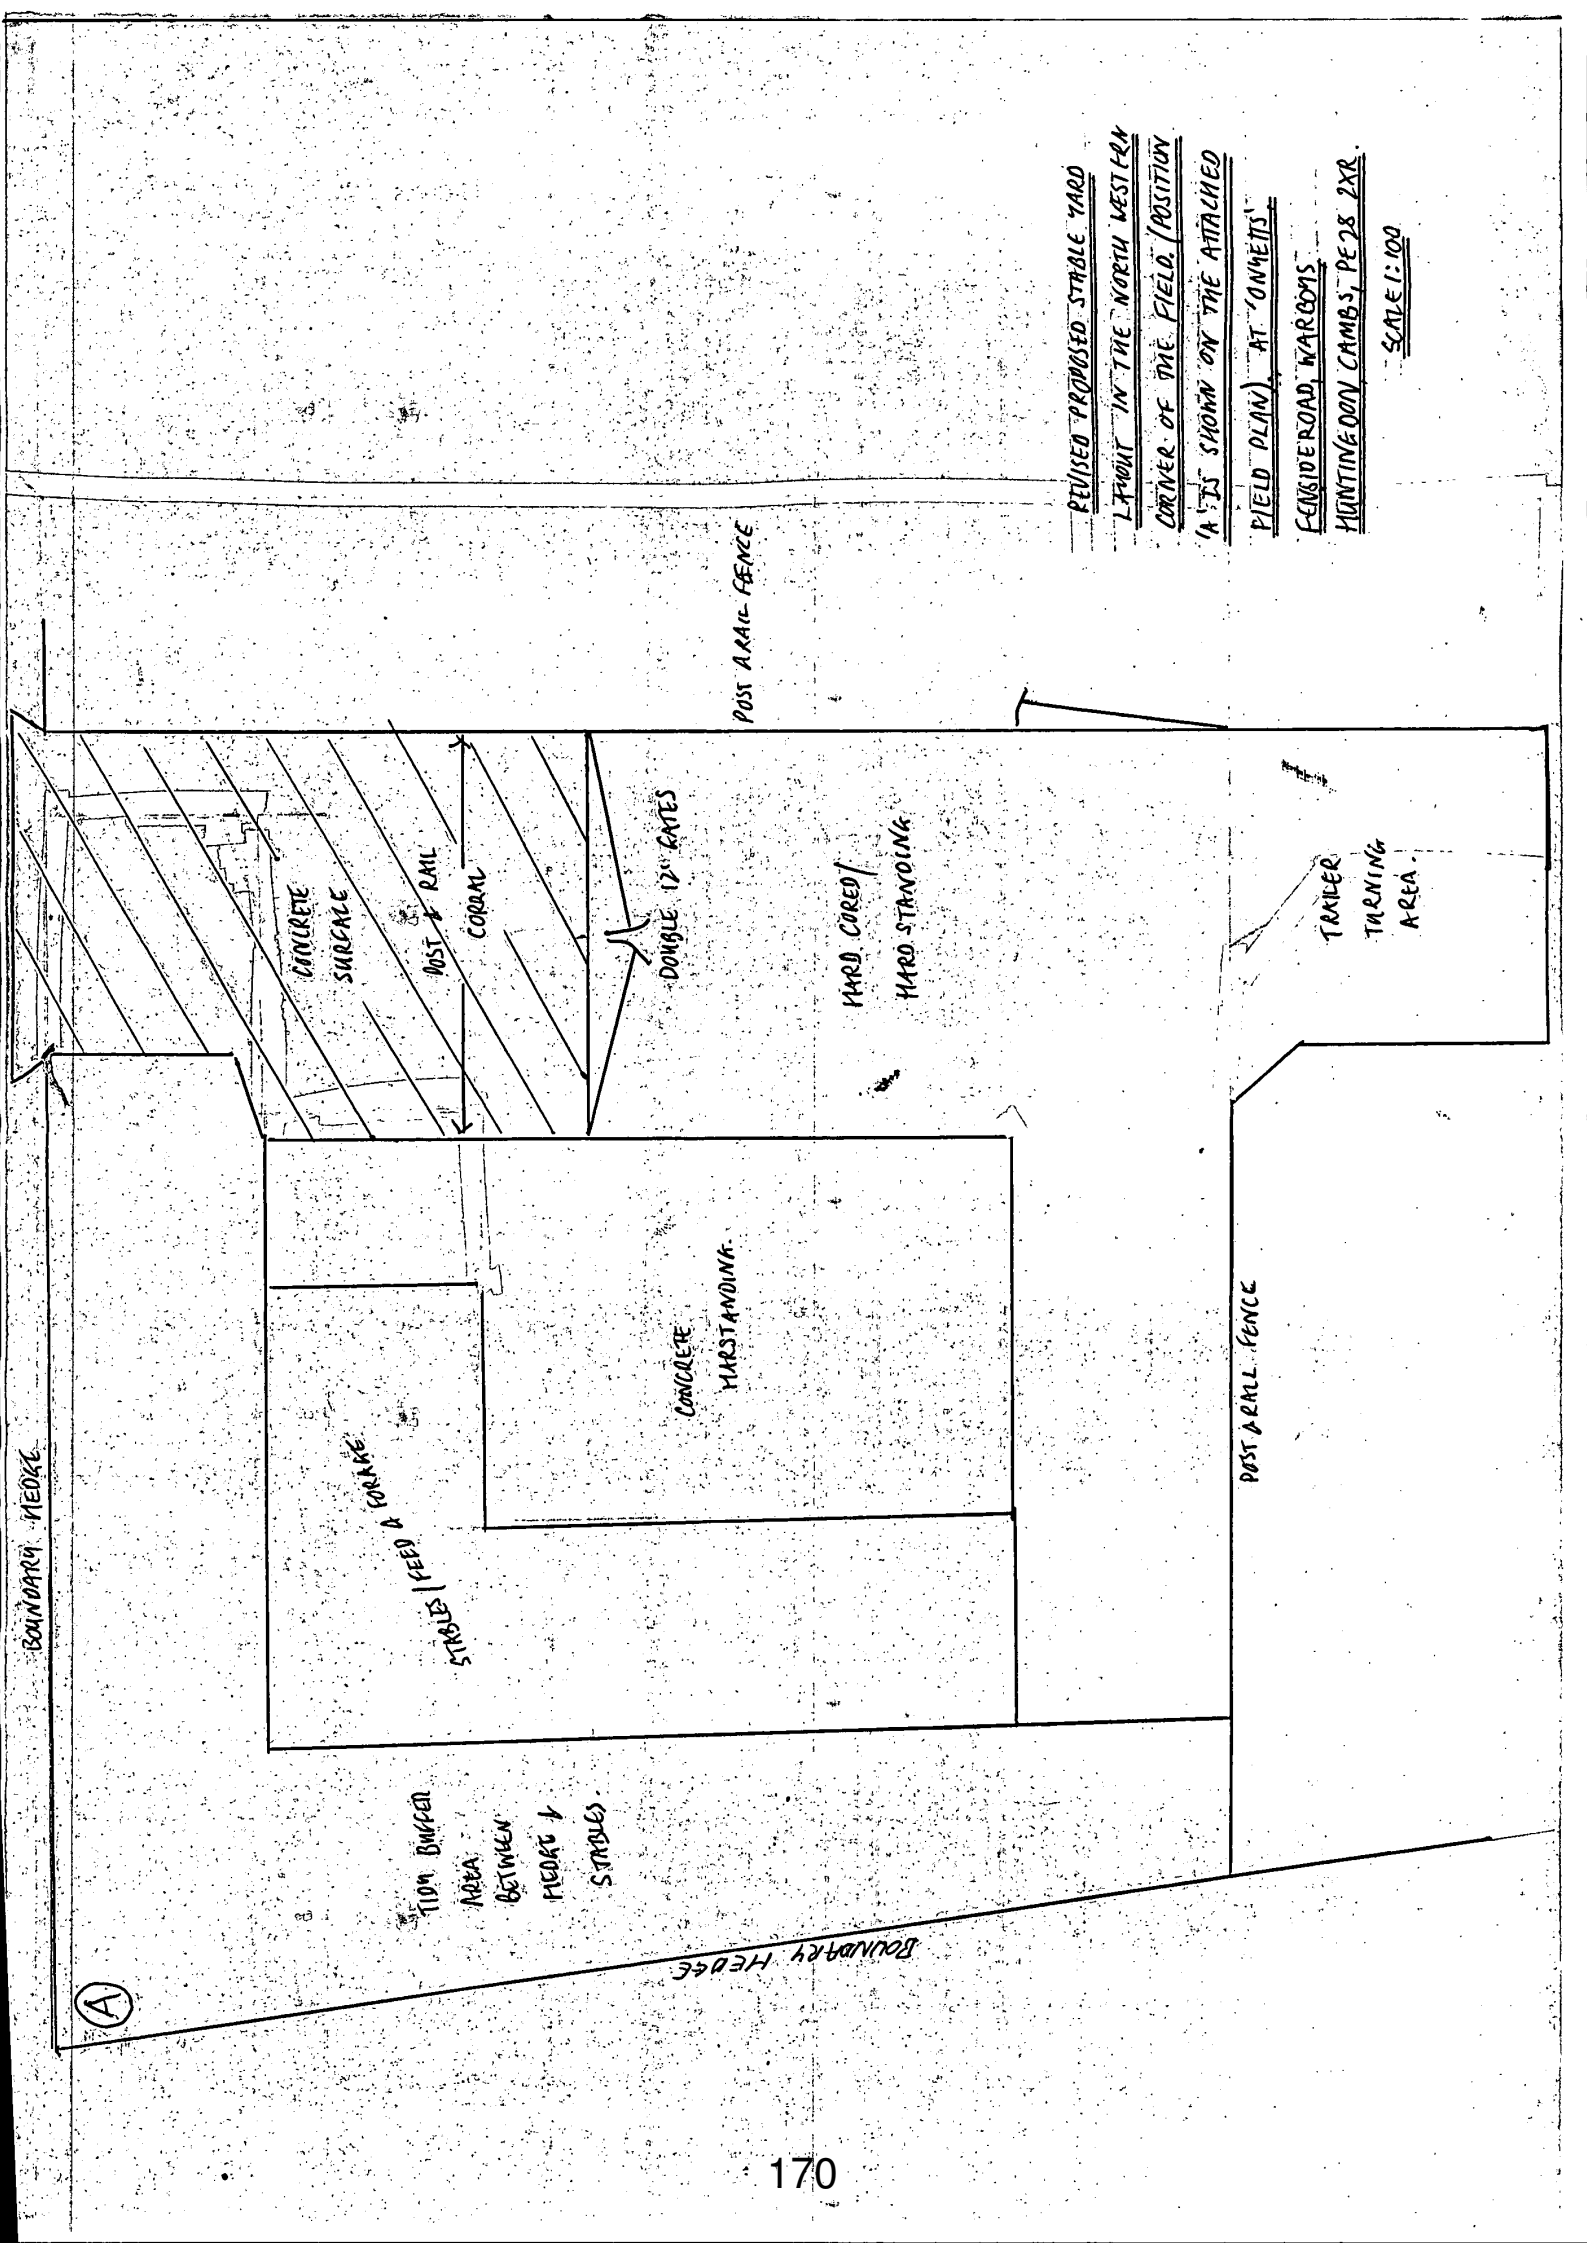 REVISED PROPOSED STABLE YARD
LAYOUT IN THE NORTH WESTERN
CORNER OF THE FIELD. (POSITION
'A' IS SHOWN ON THE ATTACHED
FIELD PLAN), AT 'ONYETTS'
FENSIDE ROAD, WARBOYS
HUNTINGDON, CAMBS, PE28 2XR.
SCALE 1:100
POST & RAIL FENCE
CONCRETE
SURFACE
POST & RAIL
CORRAL
DOUBLE 12' GATES
HARD CORED/
HARD STANDING
TRAILER
TURNING
AREA.
BOUNDARY HEDGE
STABLES/FEED & FORAGE
CONCRETE
HARSTANDING.
POST & RAIL FENCE
TIDY BUFFER
AREA
BETWEEN
HEDGE &
STABLES.
BOUNDARY HEDGE
A
170